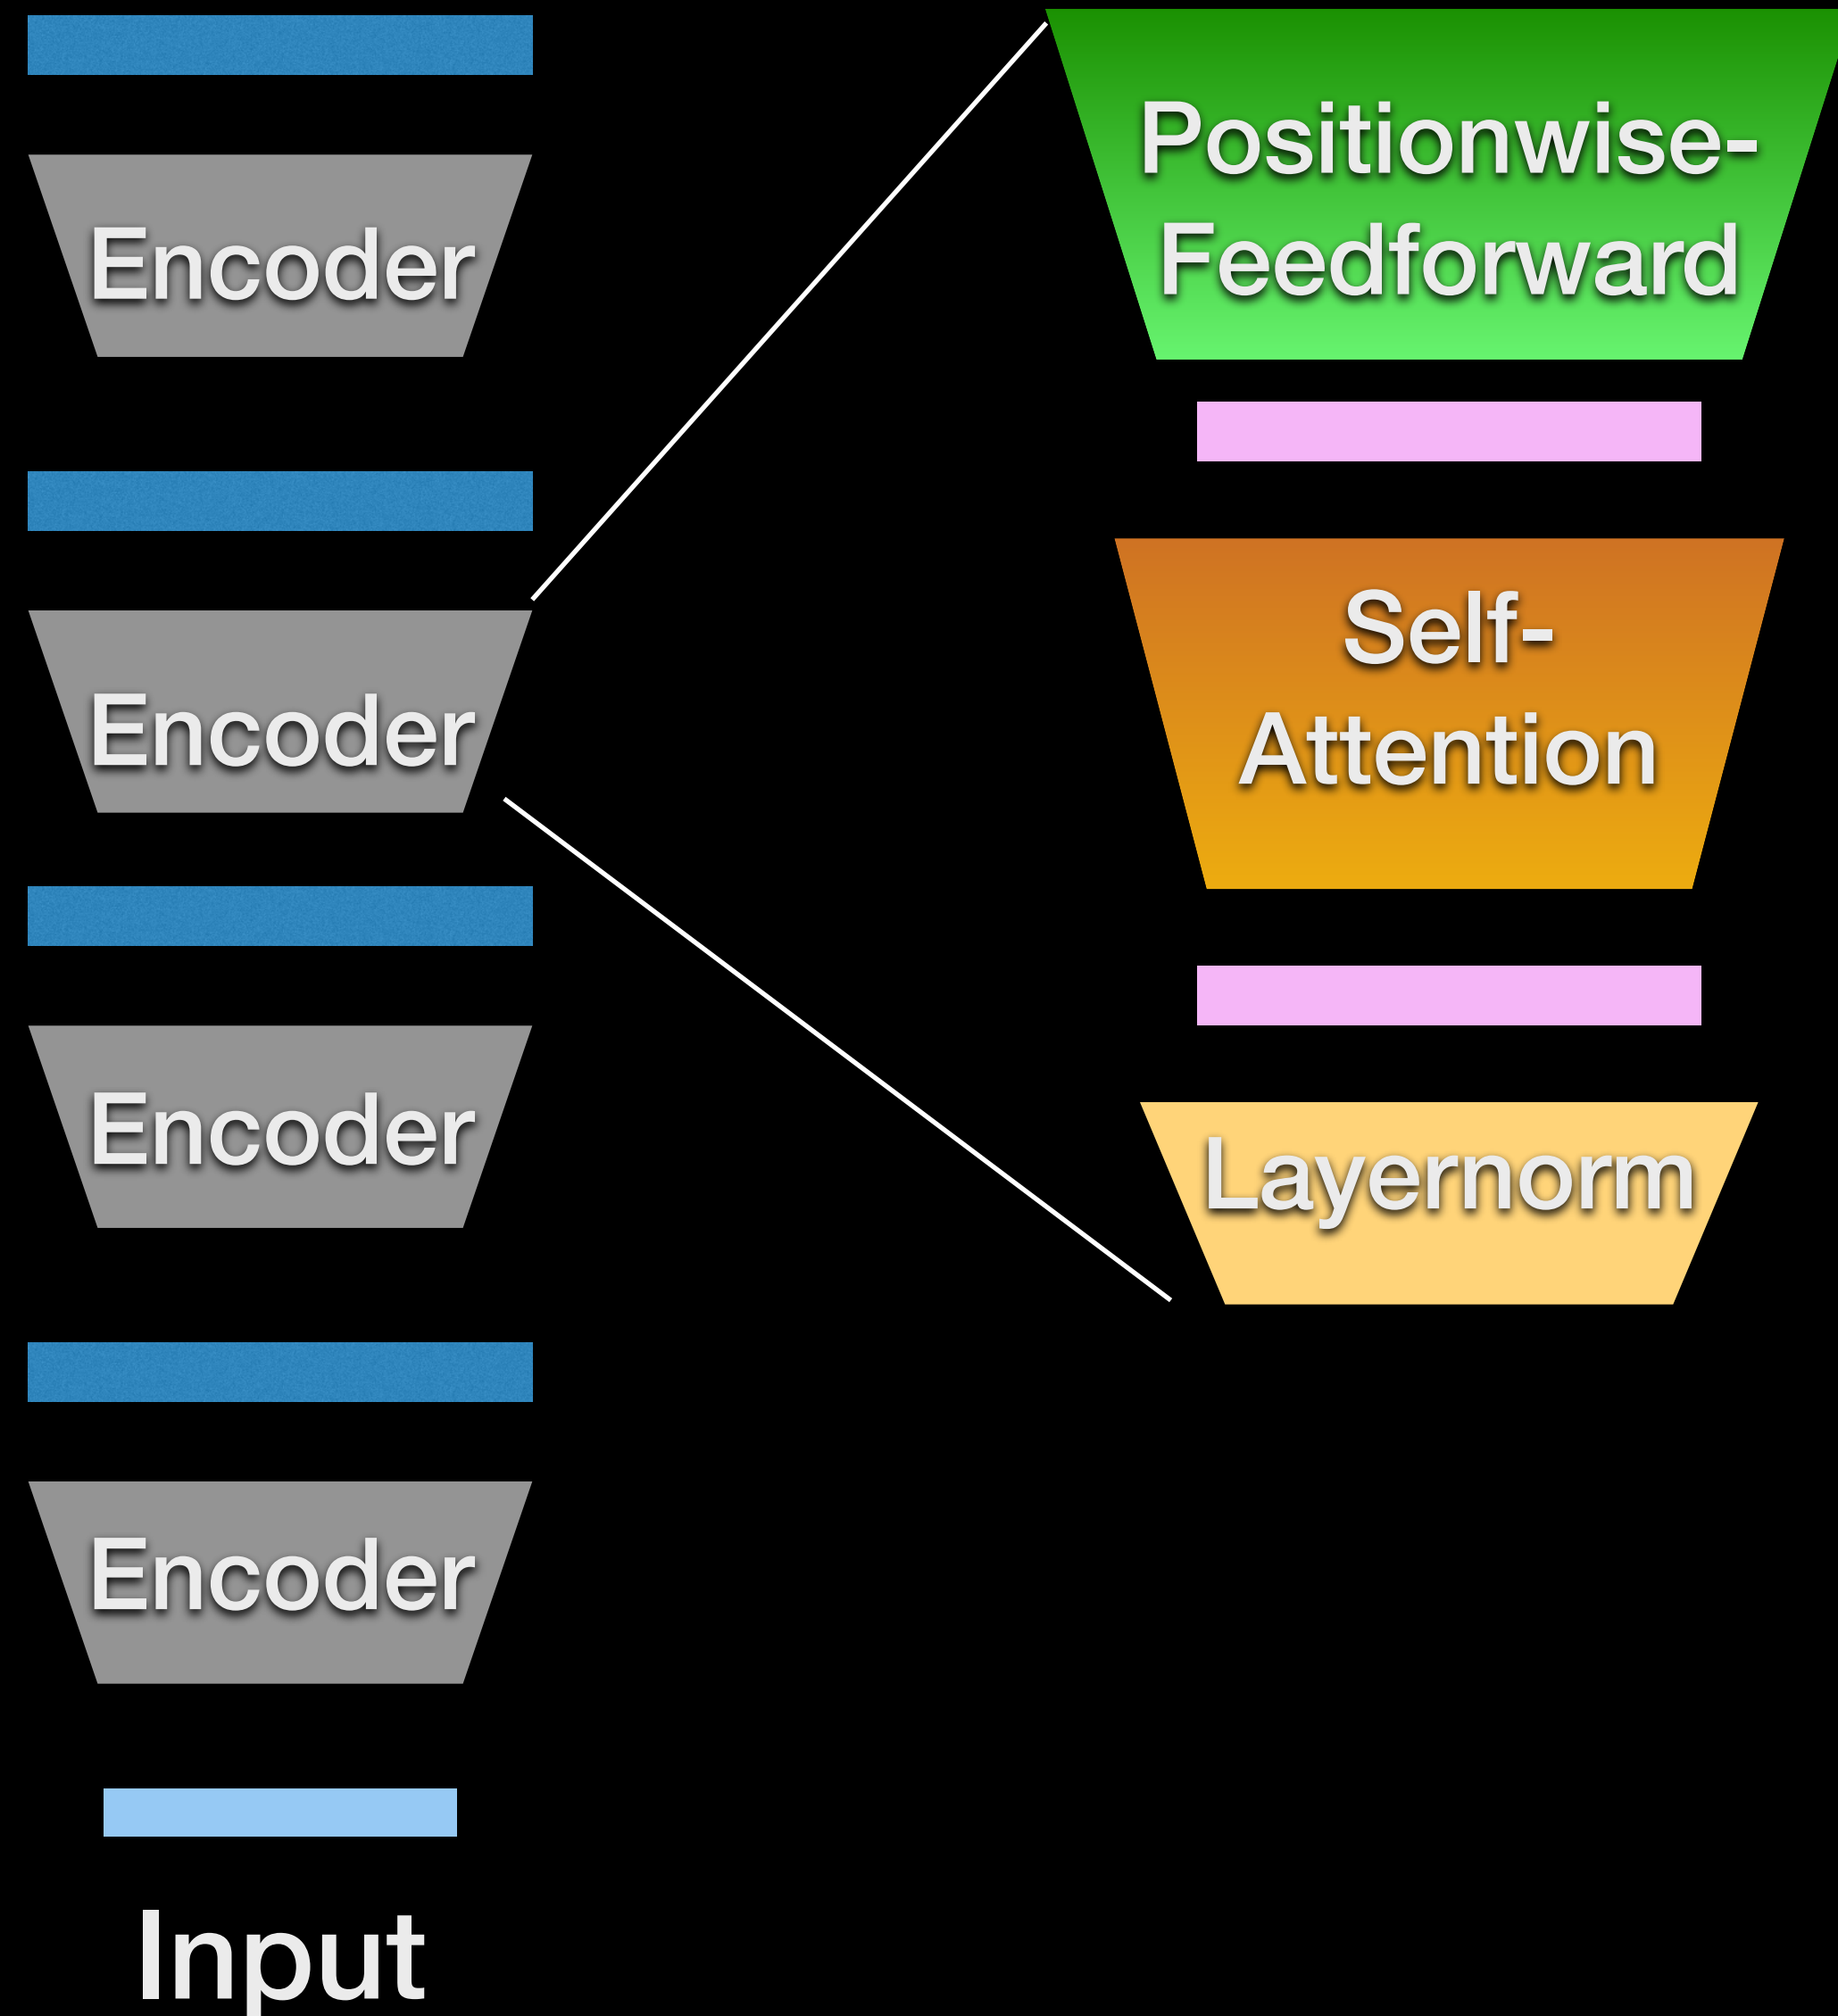 Encoder
Encoder
Encoder
Encoder
Input
Positionwise-
Feedforward
Self-
Attention
Layernorm